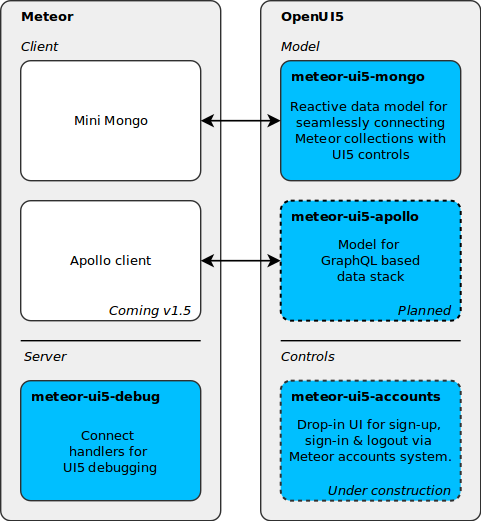 Meteor
Client
Mini Mongo
Apollo client
Coming v1.5
Server
meteor-ui5-debug
Connect
handlers for
UI5 debugging
OpenUI5
Model
meteor-ui5-mongo
Reactive data model for
seamlessly connecting
Meteor collections with
UI5 controls
meteor-ui5-apollo
Model for
GraphQL based
data stack
Planned
Controls
meteor-ui5-accounts
Drop-in UI for sign-up,
sign-in & logout via
Meteor accounts system.
Under construction